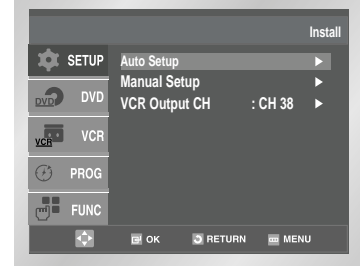 Install
SETUP
Auto Setup
Manual Setup
VCR Output CH : CH 38
DVD DVD
VCR VCR
PROG
FUNC
OK RETURN MENU